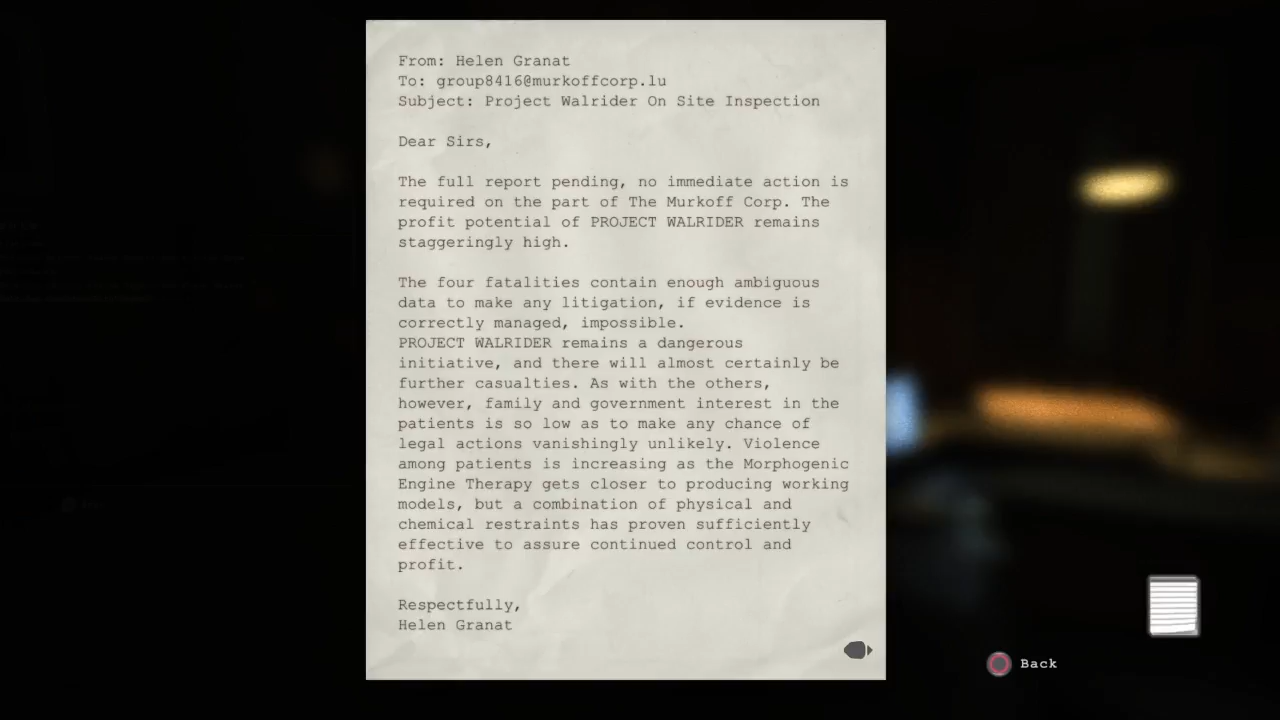 From: Helen Granat
To: group8416@murkoffcorp.lu
Subject: Project Walrider On Site Inspection
Dear Sirs,
The full report pending, no immediate action is
required on the part of The Murkoff Corp. The
profit potential of PROJECT WALRIDER remains
staggeringly high.
The four fatalities contain enough ambiguous
data to make any litigation, if evidence is
correctly managed, impossible.
PROJECT WALRIDER remains a dangerous
initiative, and there will almost certainly be
further casualties. As with the others,
however, family and government interest in the
patients is so low as to make any chance of
legal actions vanishingly unlikely. Violence
among patients is increasing as the Morphogenic
Engine Therapy gets closer to producing working
models, but a combination of physical and
chemical restraints has proven sufficiently
effective to assure continued control and
profit.
Respectfully,
Helen Granat
Back